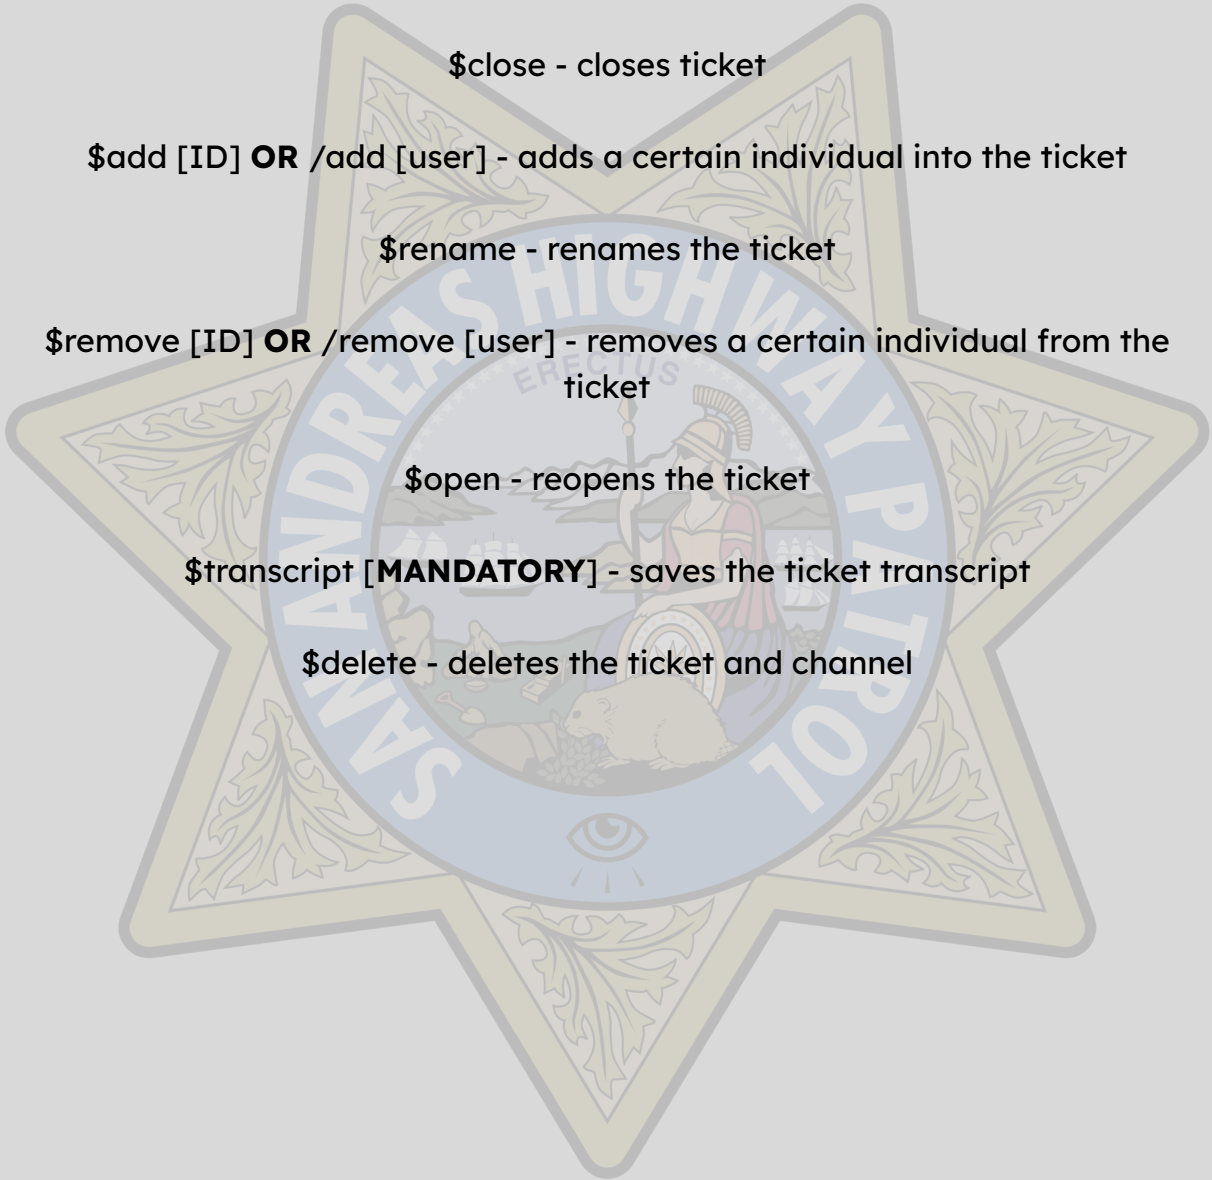 $close - closes ticket
$add [ID] OR /add [user] - adds a certain individual into the ticket
$rename - renames the ticket
$remove [ID] OR /remove [user] - removes a certain individual from the
ticket
$open - reopens the ticket
$transcript [MANDATORY] - saves the ticket transcript
$delete - deletes the ticket and channel
SAN ANDREAS HIGHWAY PATROL
ERECTUS